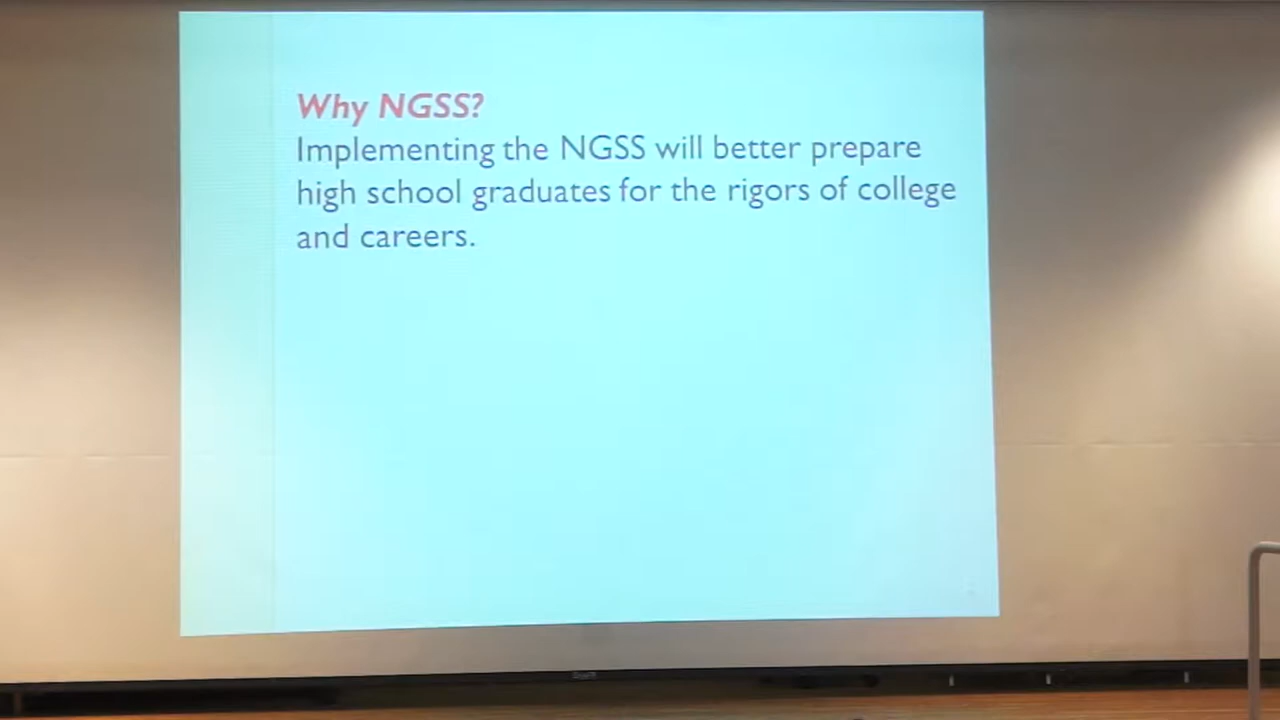 Why NGSS?
Implementing the NGSS will better prepare
high school graduates for the rigors of college
and careers.